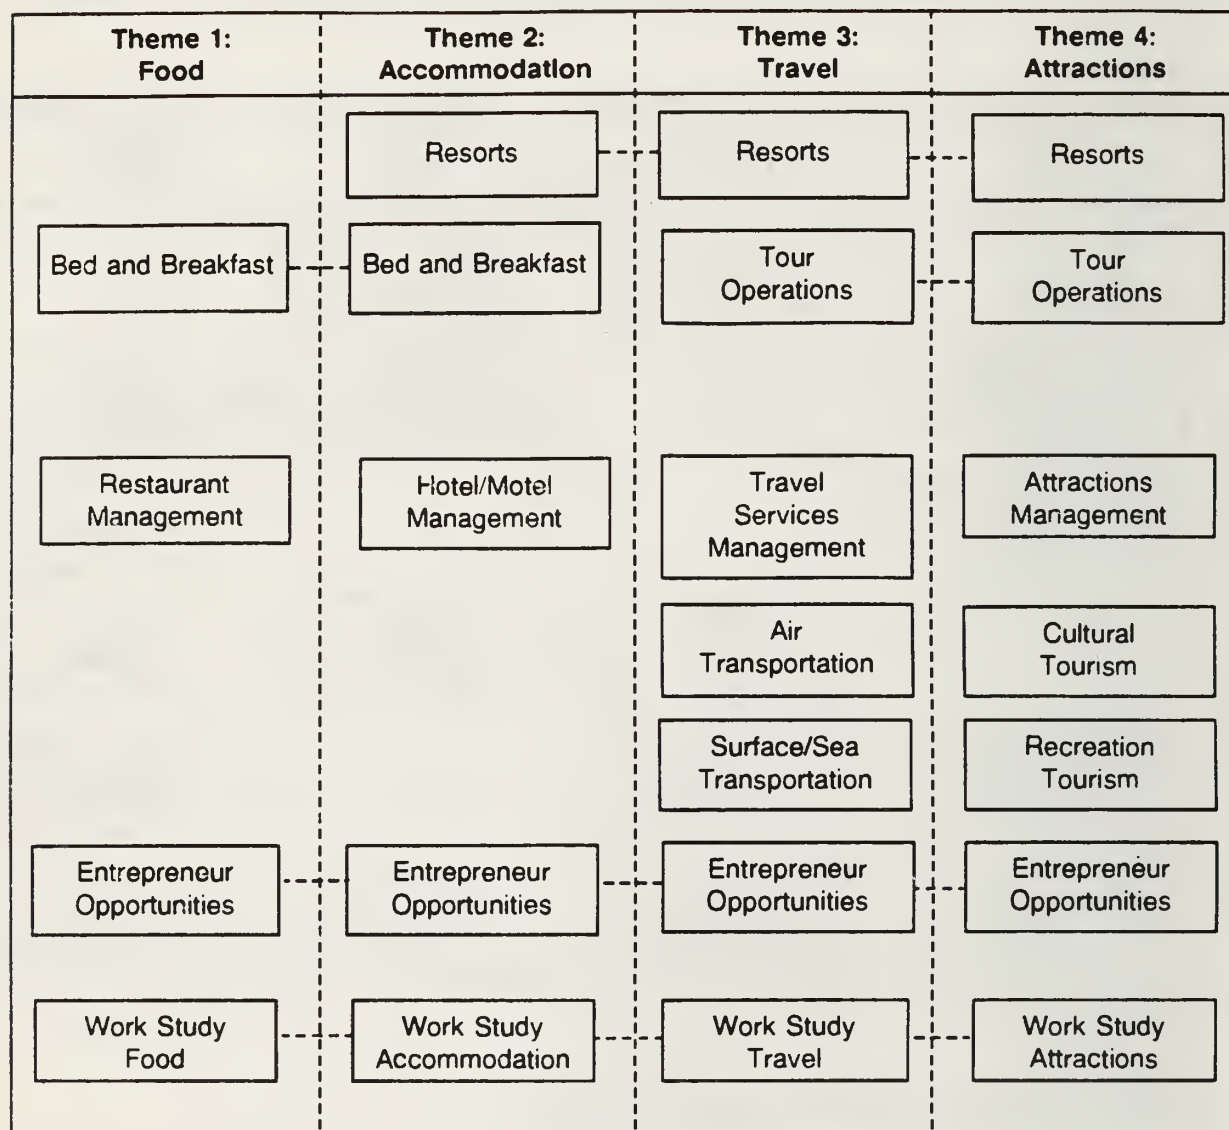 Theme 1:
Food
Theme 2:
Accommodation
Theme 3:
Travel
Theme 4:
Attractions
Resorts
Resorts
Resorts
Bed and Breakfast
Bed and Breakfast
Tour
Operations
Tour
Operations
Restaurant
Management
Hotel/Motel
Management
Travel
Services
Management
Attractions
Management
Air
Transportation
Cultural
Tourism
Surface/Sea
Transportation
Recreation
Tourism
Entrepreneur
Opportunities
Entrepreneur
Opportunities
Entrepreneur
Opportunities
Entrepreneur
Opportunities
Work Study
Food
Work Study
Accommodation
Work Study
Travel
Work Study
Attractions